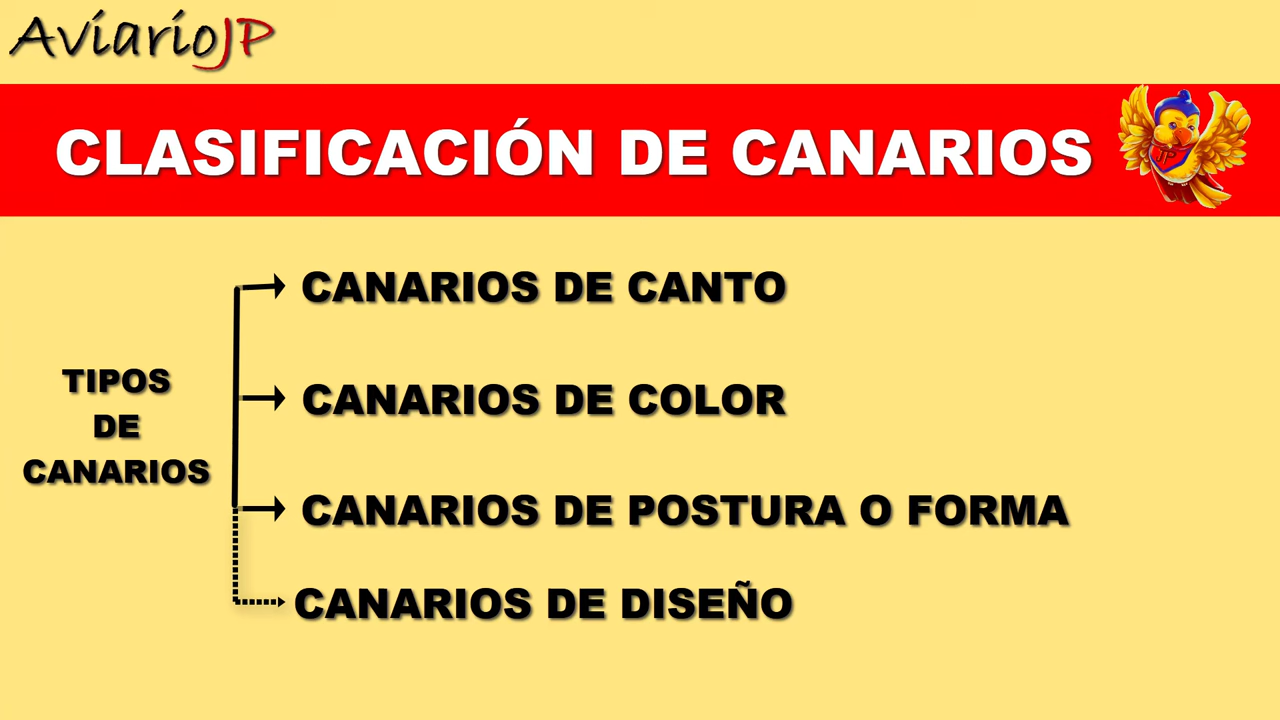 AviarioJP
CLASIFICACIÓN DE CANARIOS
JP
CANARIOS DE CANTO
CANARIOS DE COLOR
TIPOS
DE
CANARIOS
CANARIOS DE POSTURA O FORMA
CANARIOS DE DISEÑO